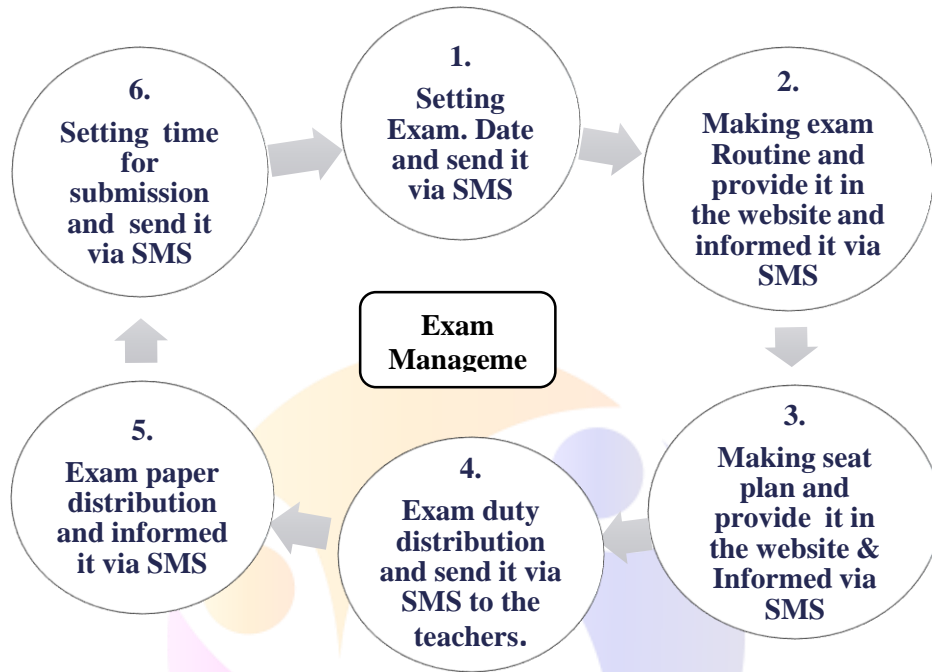 1.
Setting
Exam. Date
and send it
via SMS
2.
Making exam
Routine and
provide it in
the website and
informed it via
SMS
3.
Making seat
plan and
provide it in
the website &
Informed via
SMS
4.
Exam duty
distribution
and send it via
SMS to the
teachers.
5.
Exam paper
distribution
and informed
it via SMS
6.
Setting time
for
submission
and send it
via SMS
Exam
Manageme